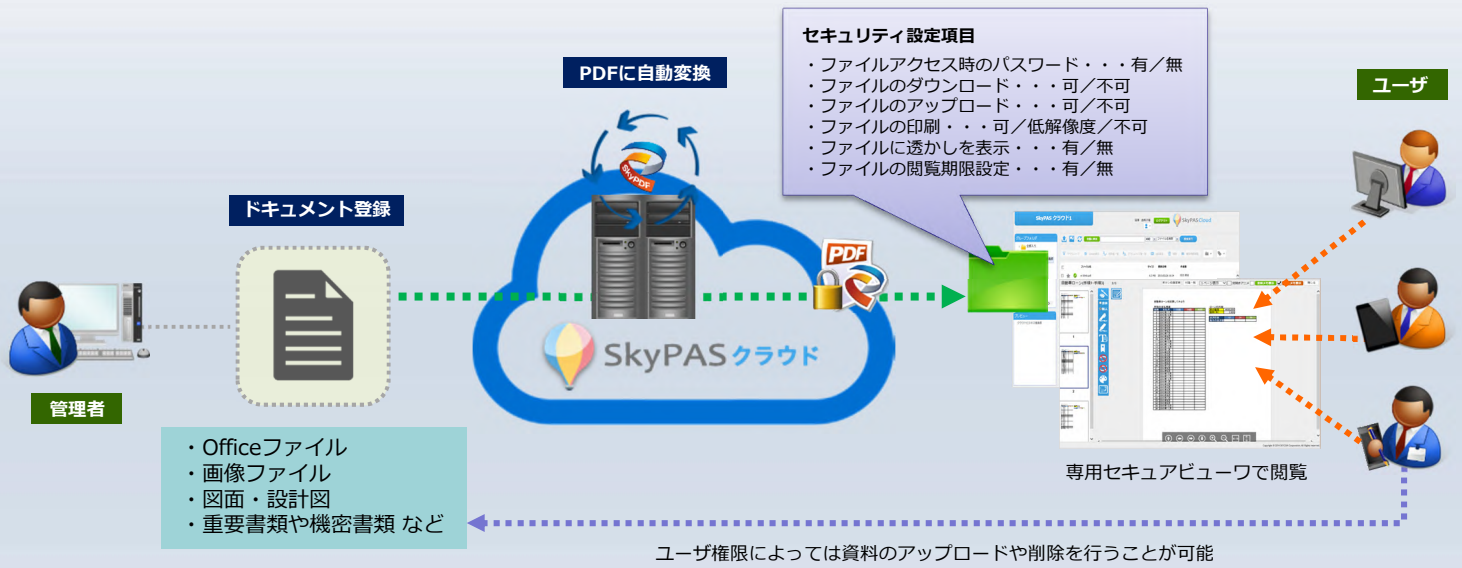 セキュリティ設定項目
・ファイルアクセス時のパスワード・・・有／無
・ファイルのダウンロード・・・可／不可
・ファイルのアップロード・・・可／不可
・ファイルの印刷・・・可／低解像度／不可
・ファイルに透かしを表示・・・有／無
・ファイルの閲覧期限設定・・・有／無
PDFに自動変換
ユーザ
SkyPDF
ドキュメント登録
SkyPAS クラウド1
SkyPAS Cloud
PDF
SkyPAS クラウド
管理者
・Officeファイル
・画像ファイル
・図面・設計図
・重要書類や機密書類 など
専用セキュアビューワで閲覧
ユーザ権限によっては資料のアップロードや削除を行うことが可能